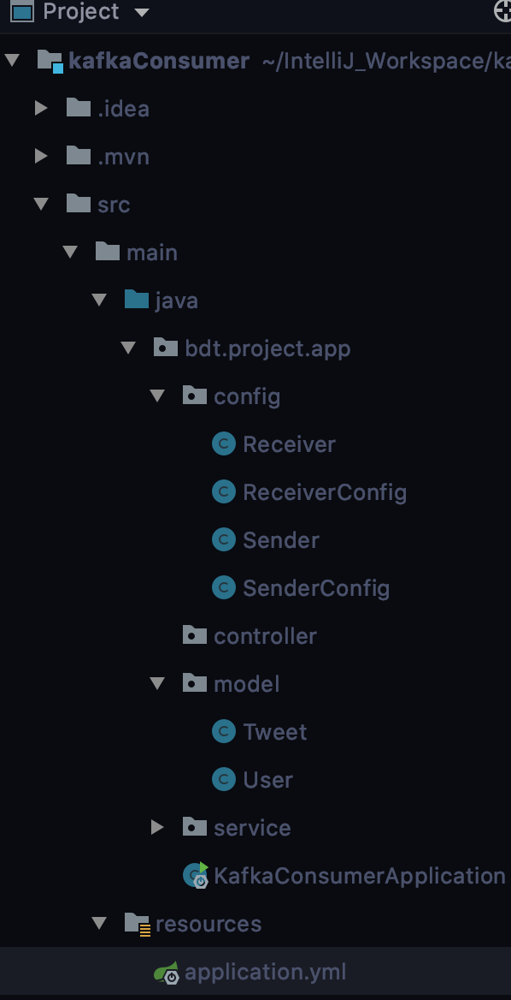 Project
kafkaConsumer ~/IntelliJ_Workspace/ka
.idea
.mvn
src
main
java
bdt.project.app
config
Receiver
ReceiverConfig
Sender
SenderConfig
controller
model
Tweet
User
service
KafkaConsumerApplication
resources
application.yml